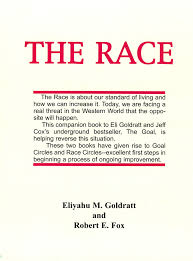 THE RACE
The Race is about our standard of living and
how we can increase it. Today, we are facing
a real threat in the Western World that the oppo-
site will happen.
This companion book to Eli Goldratt and Jeff
Cox's underground bestseller, The Goal, is
helping reverse this situation.
These two books have given rise to Goal
Circles and Race Circles--excellent first steps in
beginning a process of ongoing improvement.
Eliyahu M. Goldratt
and
Robert E. Fox